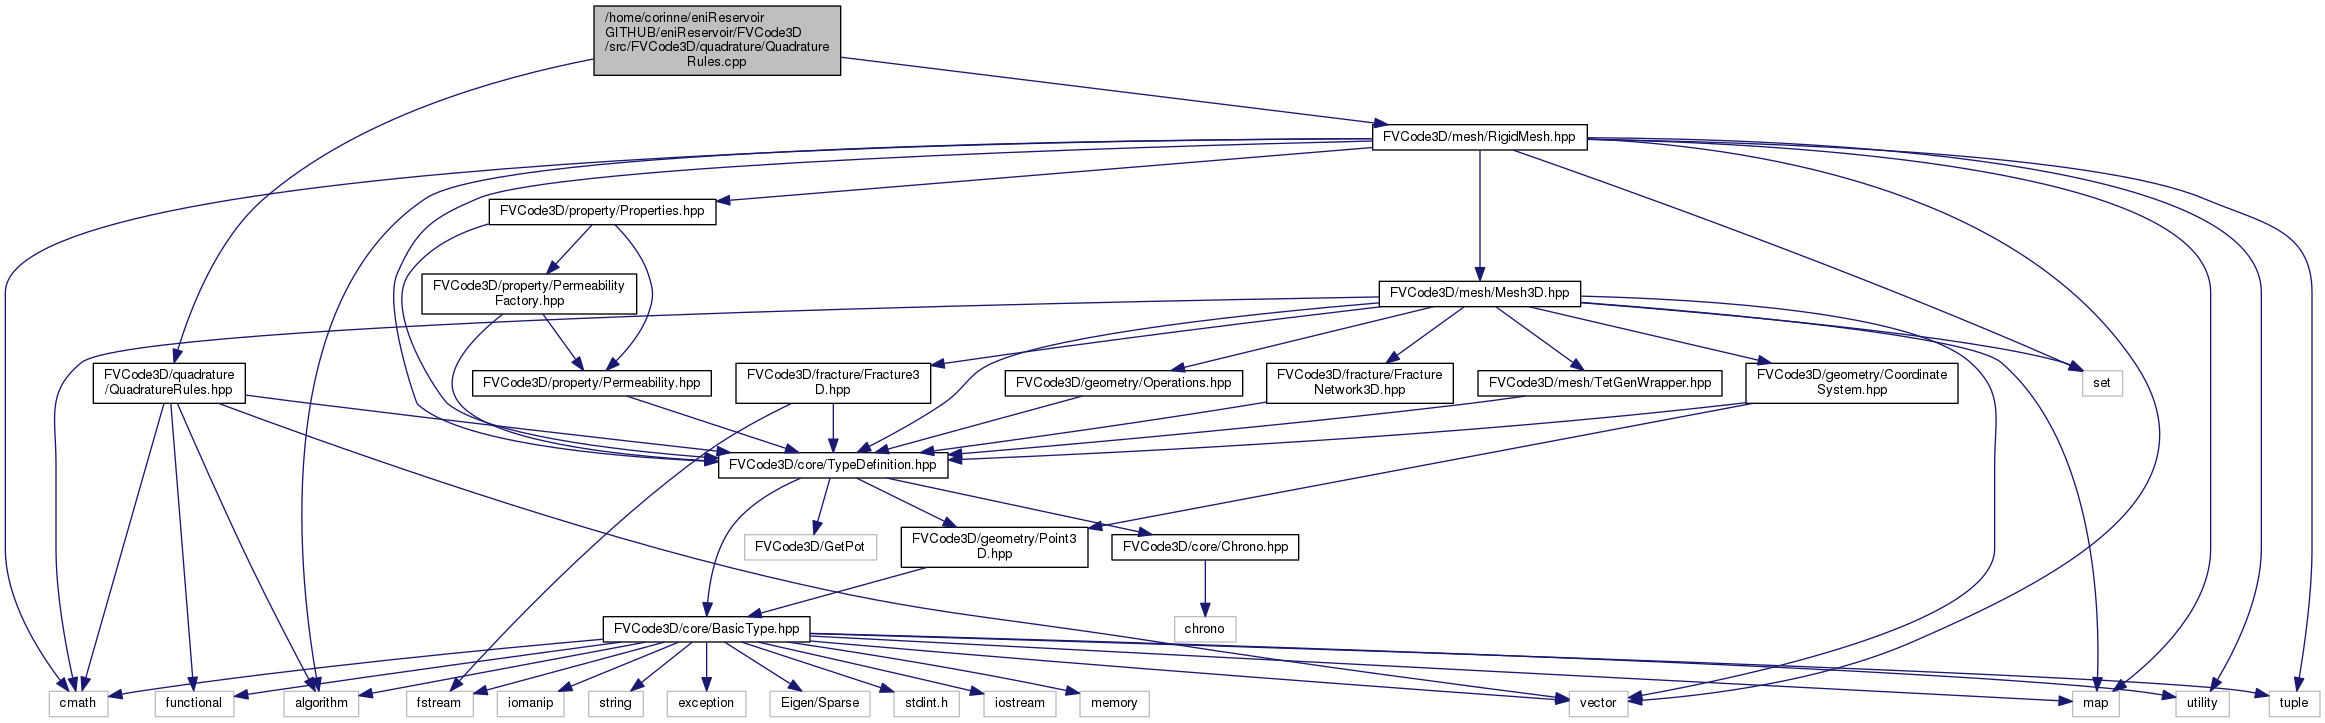 /home/corinne/eniReservoir
GITHUB/eniReservoir/FVCode3D
/src/FVCode3D/quadrature/Quadrature
Rules.cpp
FVCode3D/mesh/RigidMesh.hpp
FVCode3D/property/Properties.hpp
FVCode3D/property/Permeability
Factory.hpp
FVCode3D/mesh/Mesh3D.hpp
FVCode3D/quadrature
/QuadratureRules.hpp
FVCode3D/property/Permeability.hpp
FVCode3D/fracture/Fracture3
D.hpp
FVCode3D/geometry/Operations.hpp
FVCode3D/fracture/Fracture
Network3D.hpp
FVCode3D/mesh/TetGenWrapper.hpp
FVCode3D/geometry/Coordinate
System.hpp
set
FVCode3D/core/TypeDefinition.hpp
FVCode3D/GetPot
FVCode3D/geometry/Point3
D.hpp
FVCode3D/core/Chrono.hpp
FVCode3D/core/BasicType.hpp
chrono
cmath
functional
algorithm
fstream
iomanip
string
exception
Eigen/Sparse
stdint.h
iostream
memory
vector
map
utility
tuple